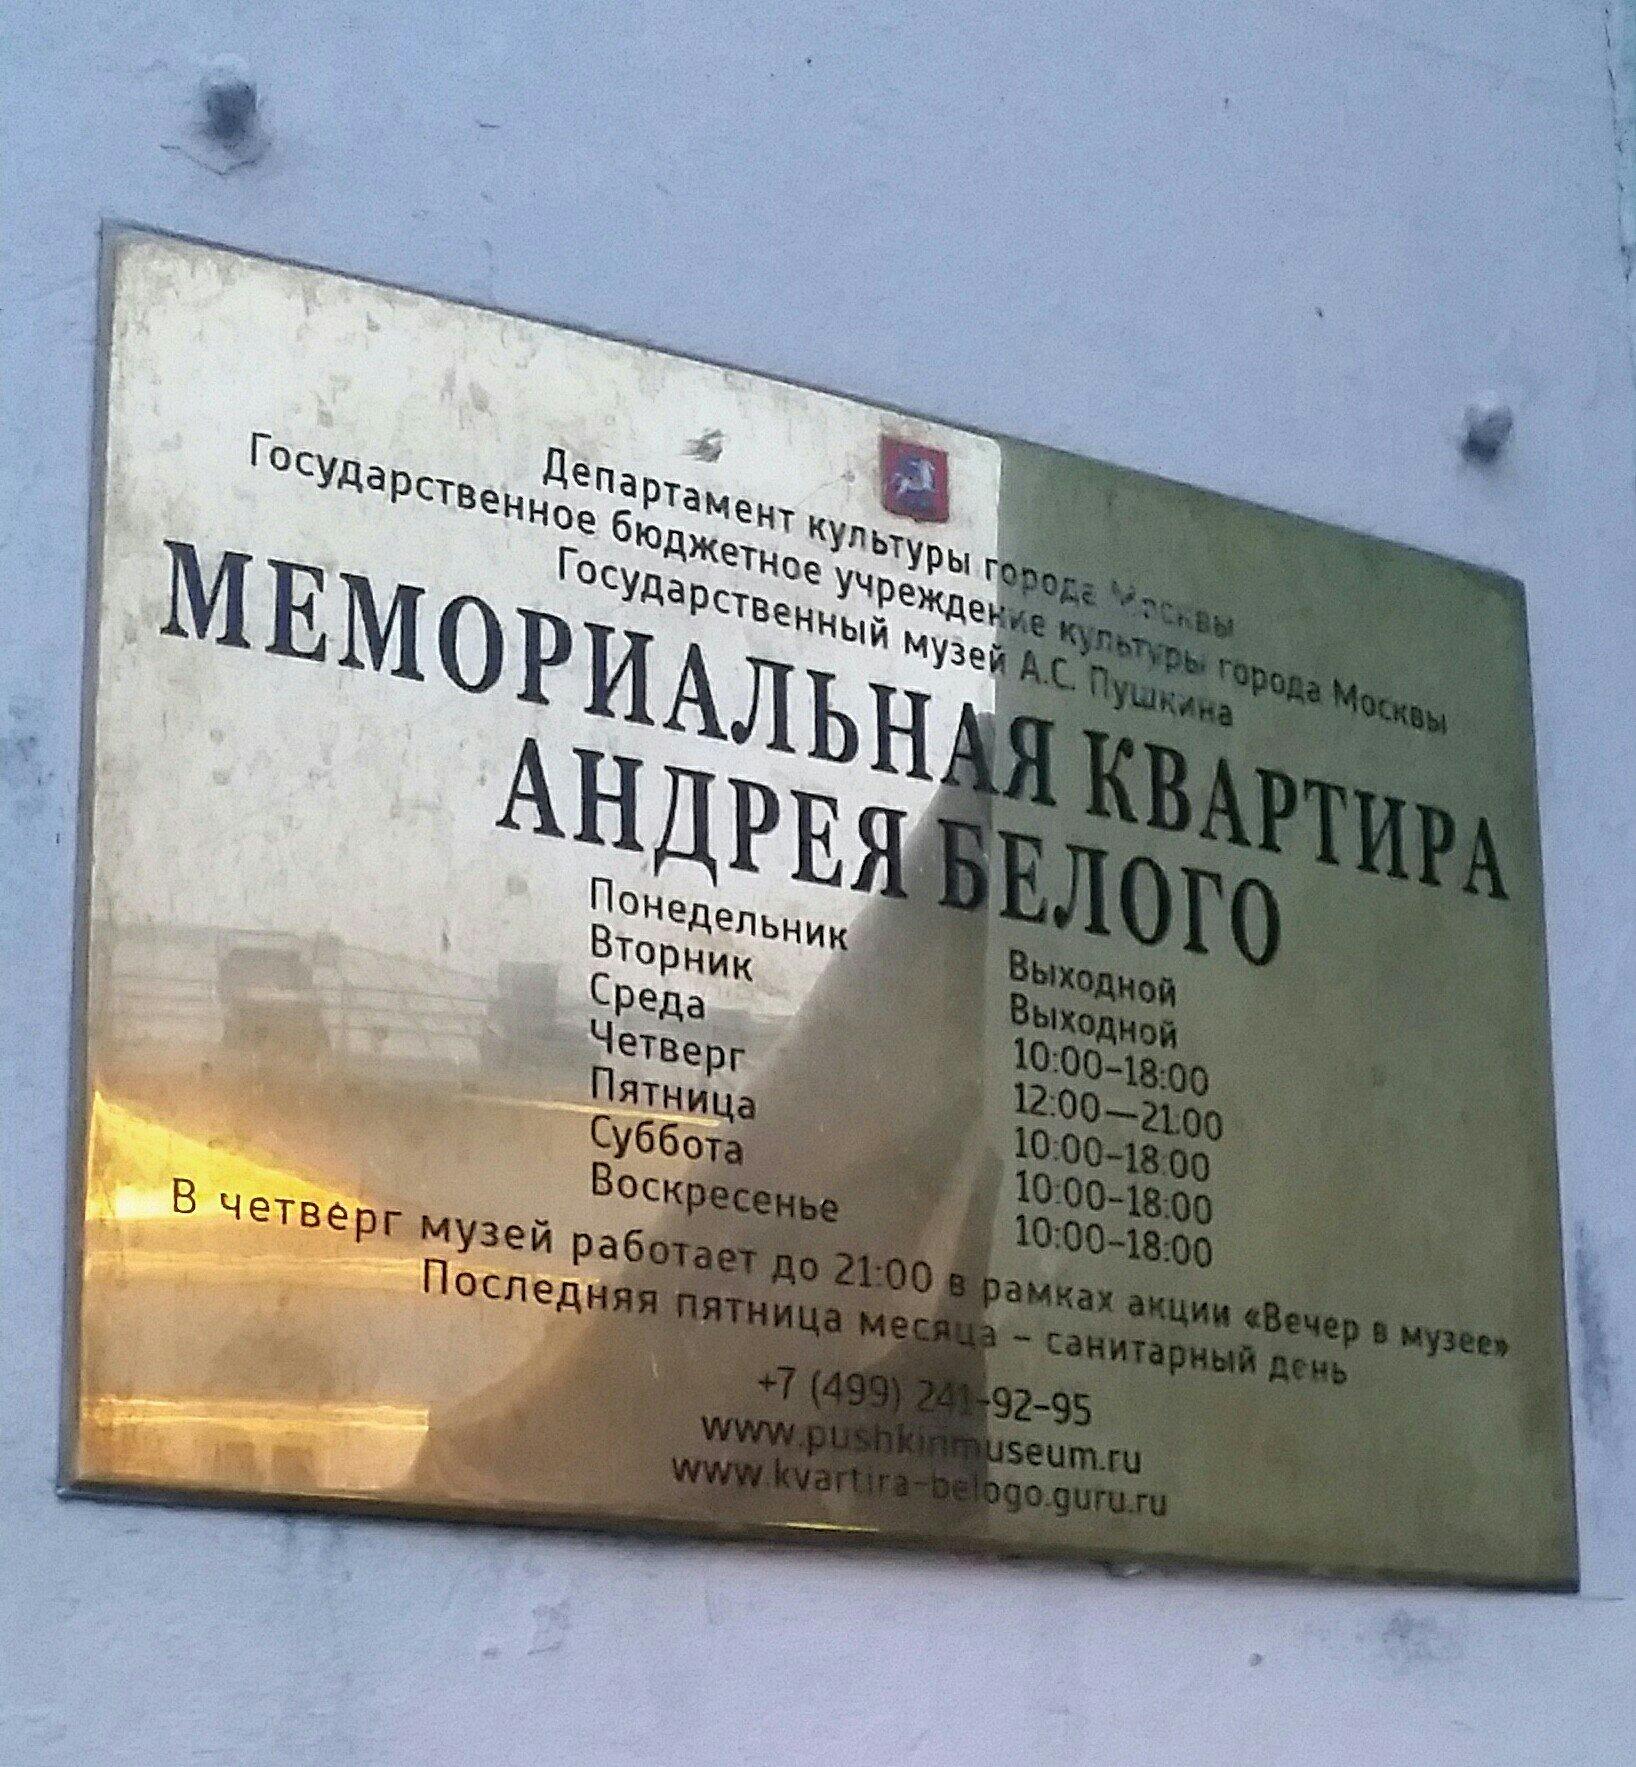 Департамент культуры города Москвы
Государственное бюджетное учреждение культуры города Москвы
Государственный музей А.С. Пушкина
МЕМОРИАЛЬНАЯ КВАРТИРА
АНДРЕЯ БЕЛОГО
Понедельник Выходной
Вторник Выходной
Среда 10:00–18:00
Четверг 12:00—21:00
Пятница 10:00–18:00
Суббота 10:00–18:00
Воскресенье 10:00–18:00
В четверг музей работает до 21:00 в рамках акции «Вечер в музее»
Последняя пятница месяца – санитарный день
+7 (499) 241-92-95
www.pushkinmuseum.ru
www.kvartira-belogo.guru.ru